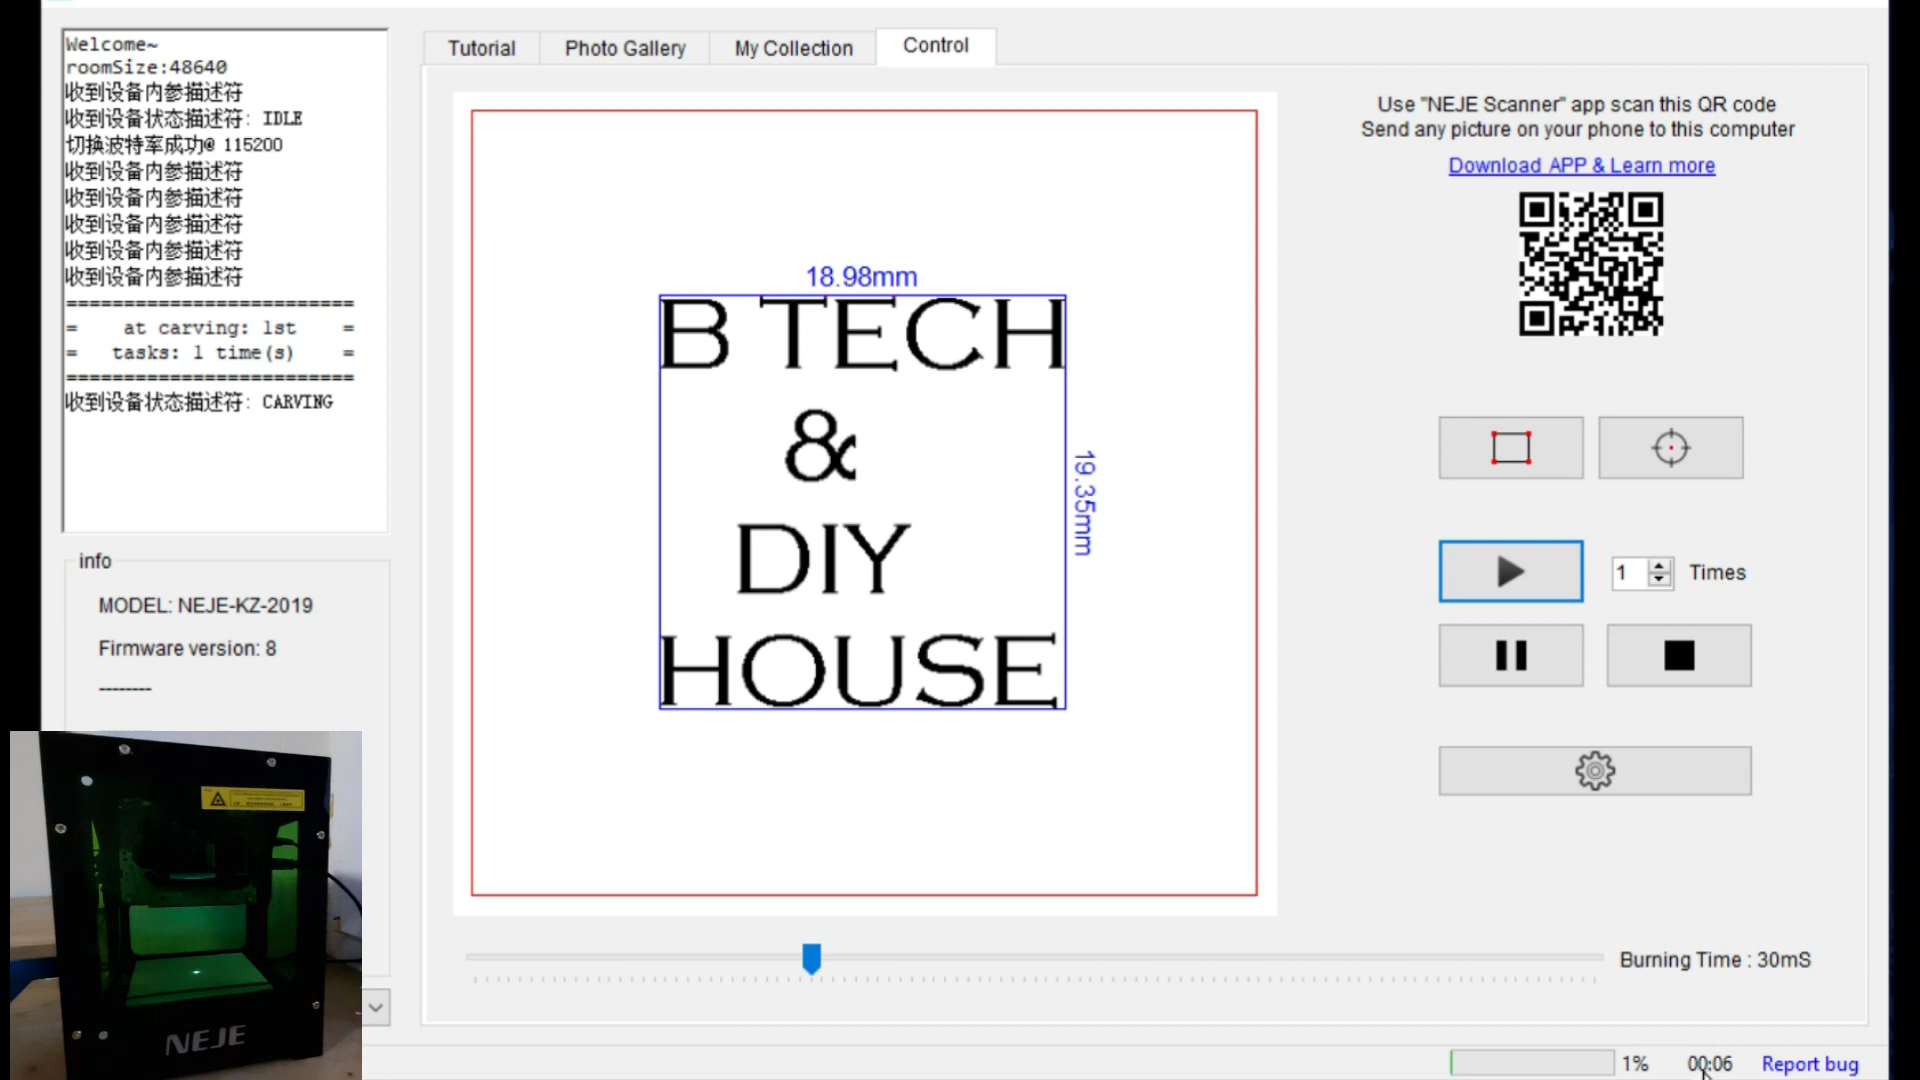 Welcome~
roomSize:48640
收到设备内参描述符
收到设备状态描述符: IDLE
切换波特率成功@ 115200
收到设备内参描述符
收到设备内参描述符
收到设备内参描述符
收到设备内参描述符
收到设备内参描述符
==========================
= at carving: 1st =
= tasks: 1 time(s) =
==========================
收到设备状态描述符: CARVING
info
MODEL: NEJE-KZ-2019
Firmware version: 8
--------
NEJE
Tutorial
Photo Gallery
My Collection
Control
18.98mm
B TECH
&
DIY
HOUSE
19.35mm
Use "NEJE Scanner" app scan this QR code
Send any picture on your phone to this computer
Download APP & Learn more
1 Times
Burning Time : 30mS
1% 00:06 Report bug